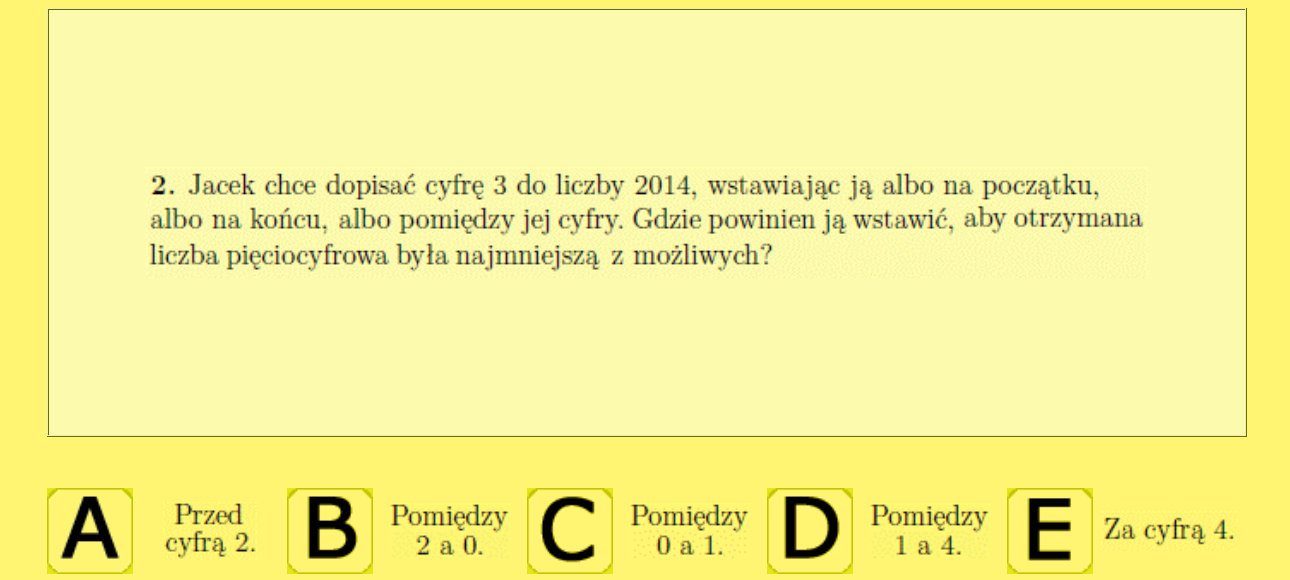 2. Jacek chce dopisać cyfrę 3 do liczby 2014, wstawiając ją albo na początku,
albo na końcu, albo pomiędzy jej cyfry. Gdzie powinien ją wstawić, aby otrzymana
liczba pięciocyfrowa była najmniejszą z możliwych?
A
Przed
cyfrą 2.
B
Pomiędzy
2 a 0.
C
Pomiędzy
0 a 1.
D
Pomiędzy
1 a 4.
E
Za cyfrą 4.